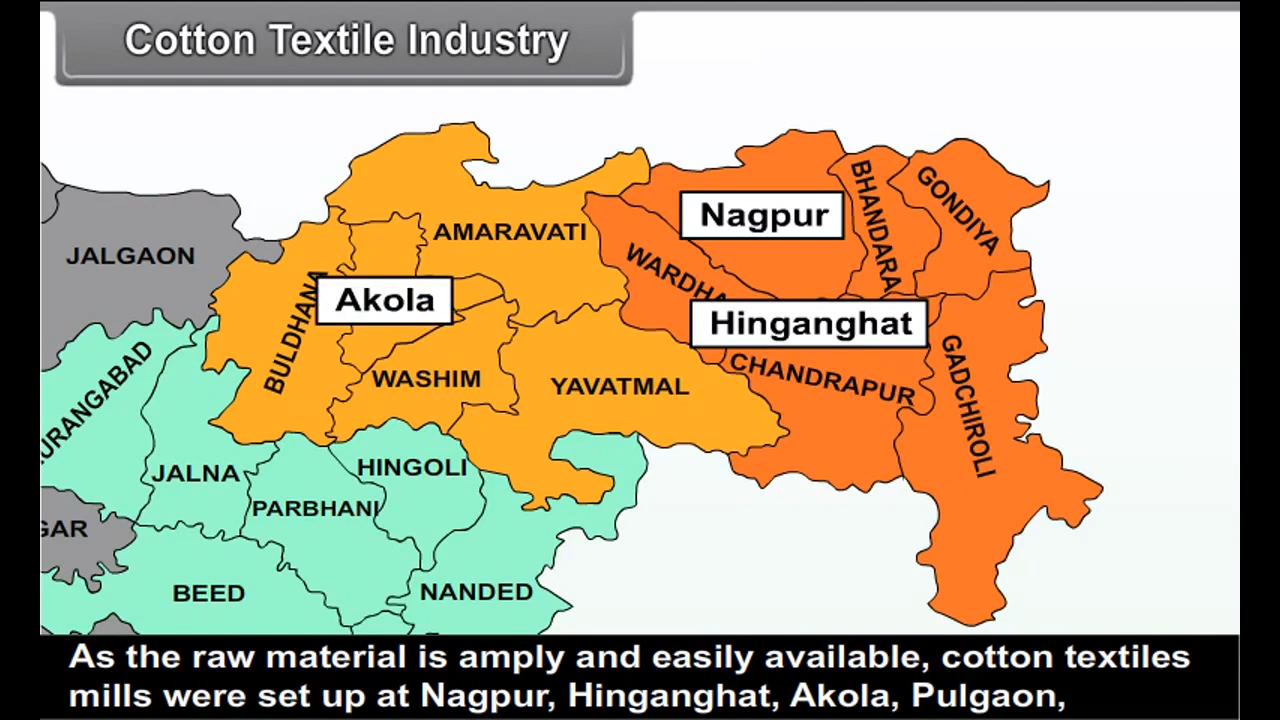 Cotton Textile Industry
JALGAON
AMARAVATI
Nagpur
BHANDARA
GONDIYA
WARDHA
Akola
BULDHANA
Hinganghat
WASHIM
YAVATMAL
CHANDRAPUR
GADCHIROLI
URANGABAD
JALNA
HINGOLI
PARBHANI
GAR
BEED
NANDED
As the raw material is amply and easily available, cotton textiles
mills were set up at Nagpur, Hinganghat, Akola, Pulgaon,